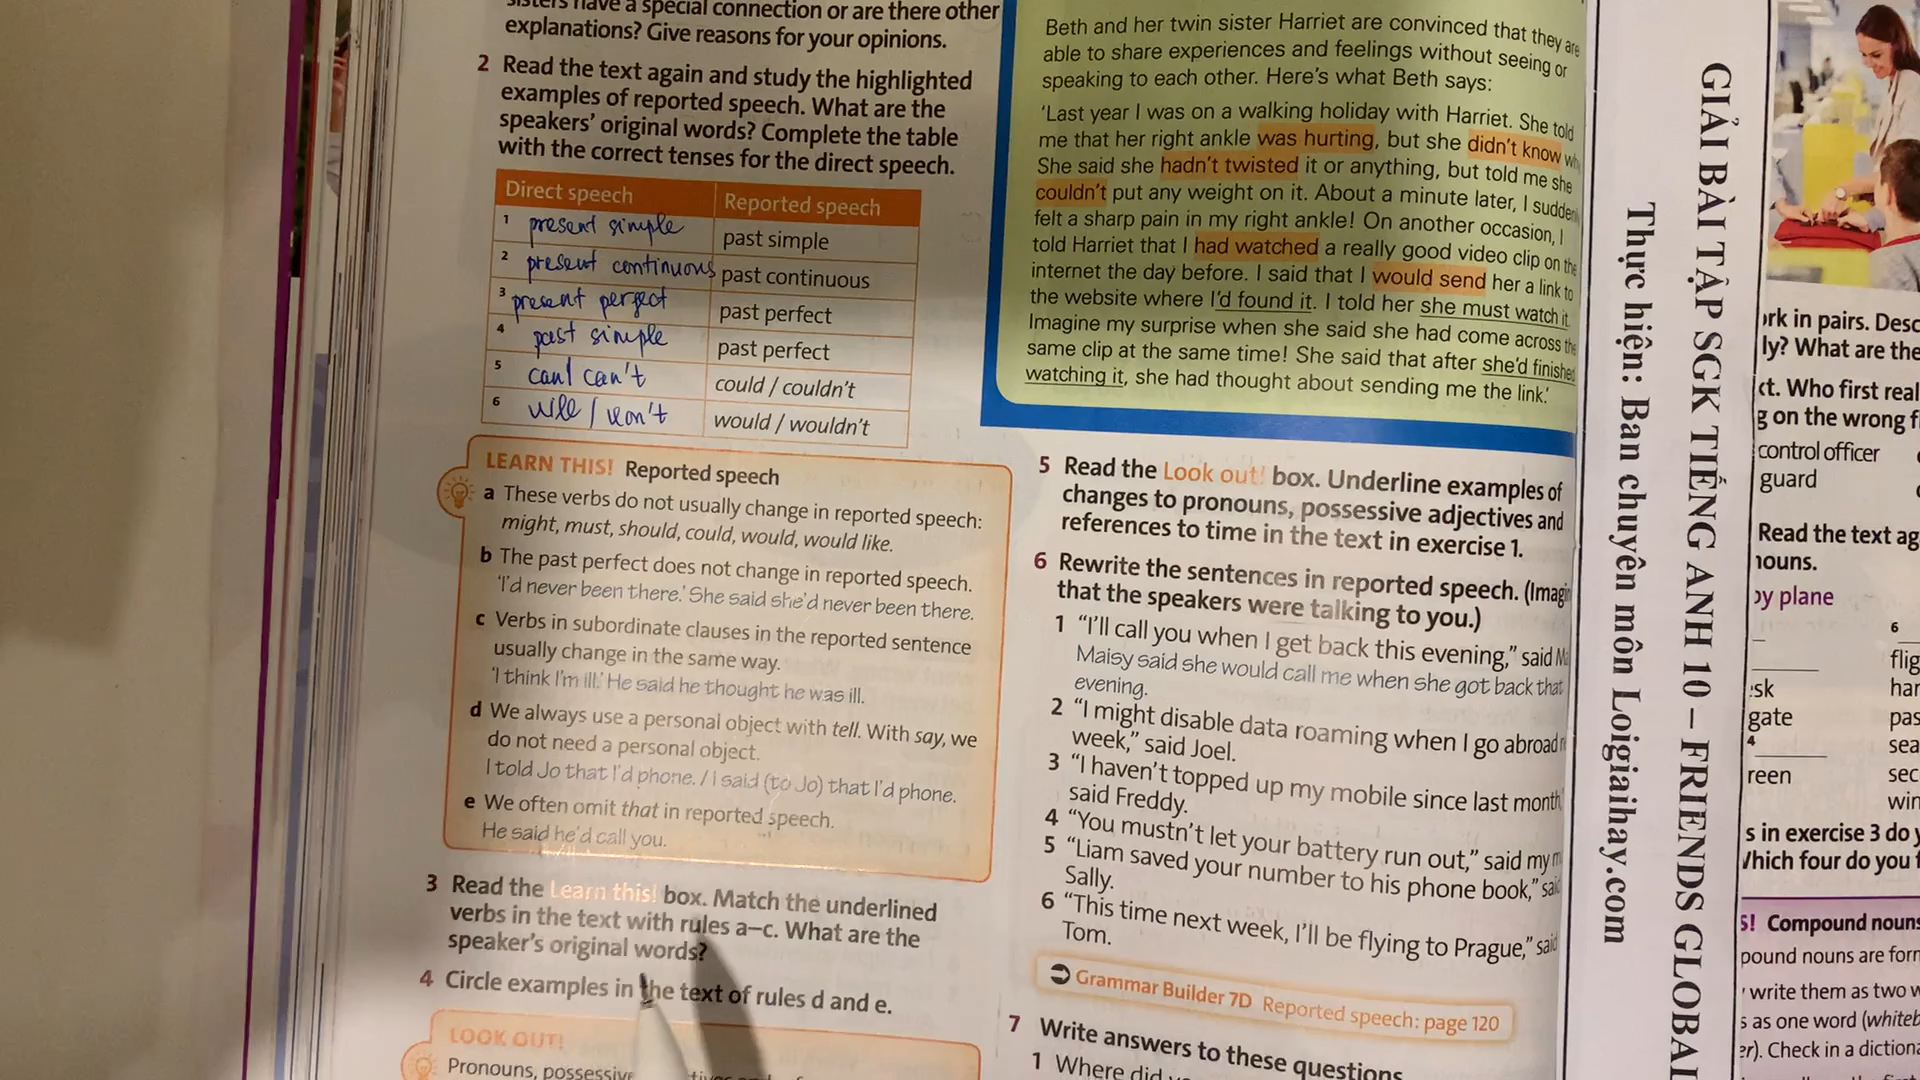 sisters have a special connection or are there other
explanations? Give reasons for your opinions.
2 Read the text again and study the highlighted
examples of reported speech. What are the
speakers' original words? Complete the table
with the correct tenses for the direct speech.
Direct speech Reported speech
1 present simple past simple
2 present continuous past continuous
3 present perfect past perfect
4 past simple past perfect
5 can/can't could / couldn't
6 will/won't would / wouldn't
LEARN THIS! Reported speech
a These verbs do not usually change in reported speech:
might, must, should, could, would, would like.
b The past perfect does not change in reported speech.
'I'd never been there.' She said she'd never been there.
c Verbs in subordinate clauses in the reported sentence
usually change in the same way.
'I think I'm ill.' He said he thought he was ill.
d We always use a personal object with tell. With say, we
do not need a personal object.
I told Jo that I'd phone. / I said (to Jo) that I'd phone.
e We often omit that in reported speech.
He said he'd call you.
3 Read the Learn this! box. Match the underlined
verbs in the text with rules a–c. What are the
speaker's original words?
4 Circle examples in the text of rules d and e.
LOOK OUT!
Pronouns, possessive
Beth and her twin sister Harriet are convinced that they are
able to share experiences and feelings without seeing or
speaking to each other. Here's what Beth says:
'Last year I was on a walking holiday with Harriet. She told
me that her right ankle was hurting, but she didn't know
She said she hadn't twisted it or anything, but told me she
couldn't put any weight on it. About a minute later, I
felt a sharp pain in my right ankle! On another occasion, I
told Harriet that I had watched a really good video clip on the
internet the day before. I said that I would send her a link to
the website where I'd found it. I told her she must watch it.
Imagine my surprise when she said she had come across the
same clip at the same time! She said that after she'd finished
watching it, she had thought about sending me the link.'
5 Read the Look out! box. Underline examples of
changes to pronouns, possessive adjectives and
references to time in the text in exercise 1.
6 Rewrite the sentences in reported speech. (Imagi
that the speakers were talking to you.)
1 "I'll call you when I get back this evening," said
Maisy said she would call me when she got back that
evening.
2 "I might disable data roaming when I go abroad
week," said Joel.
3 "I haven't topped up my mobile since last month,
said Freddy.
4 "You mustn't let your battery run out," said my
5 "Liam saved your number to his phone book,"
Sally.
6 "This time next week, I'll be flying to Prague," said
Tom.
Grammar Builder 7D Reported speech: page 120
7 Write answers to these questions
1 Where did
GIẢI BÀI TẬP SGK TIẾNG ANH 10 – FRIENDS GLOBAL
Thực hiện: Ban chuyên môn Loigiaihay.com
rk in pairs. Desc
ly? What are the
ct. Who first real
g on the wrong f
control officer
guard
Read the text ag
nouns.
by plane
6
flig
sk har
gate pas
4 sea
reen sec
win
s in exercise 3 do y
Which four do you f
S! Compound nouns
pound nouns are forn
write them as two w
s as one word (whiteb
er). Check in a dictiona